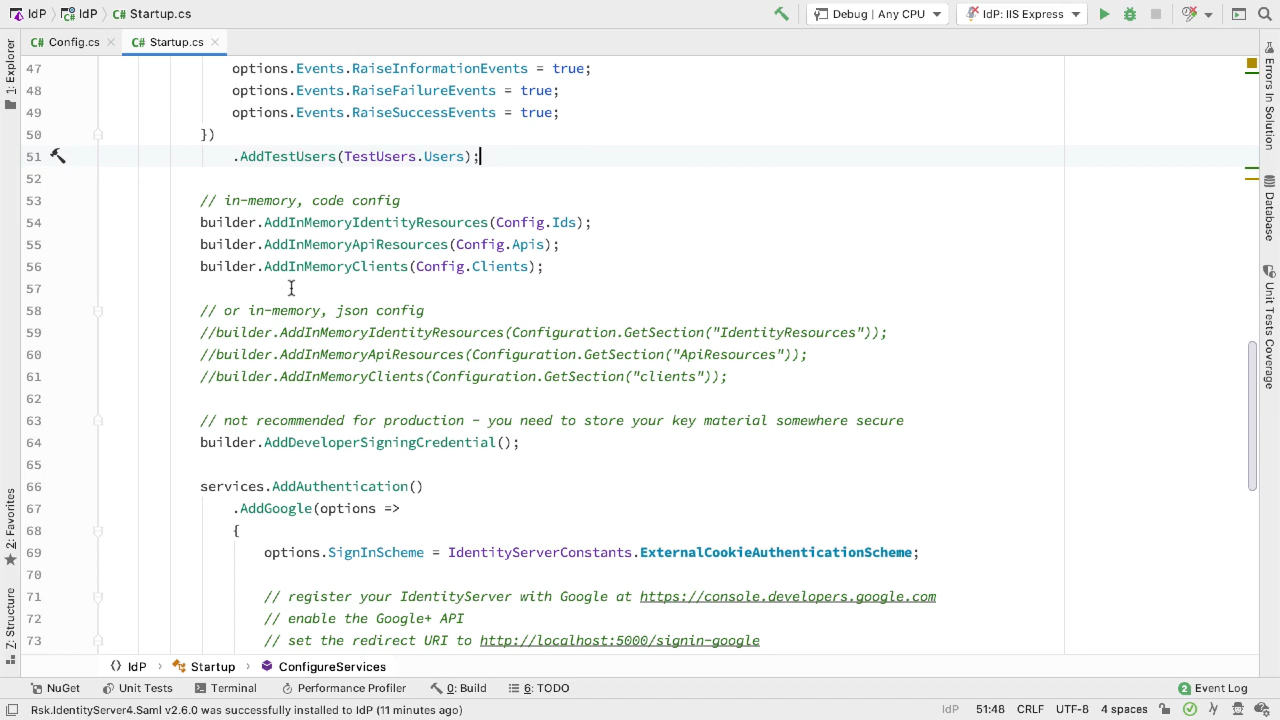 IdP IdP Startup.cs Debug | Any CPU IdP: IIS Express
C# Config.cs C# Startup.cs
1: Explorer
2: Favorites
Z: Structure
47 options.Events.RaiseInformationEvents = true;
48 options.Events.RaiseFailureEvents = true;
49 options.Events.RaiseSuccessEvents = true;
50 })
51 .AddTestUsers(TestUsers.Users);
52
53 // in-memory, code config
54 builder.AddInMemoryIdentityResources(Config.Ids);
55 builder.AddInMemoryApiResources(Config.Apis);
56 builder.AddInMemoryClients(Config.Clients);
57
58 // or in-memory, json config
59 //builder.AddInMemoryIdentityResources(Configuration.GetSection("IdentityResources"));
60 //builder.AddInMemoryApiResources(Configuration.GetSection("ApiResources"));
61 //builder.AddInMemoryClients(Configuration.GetSection("clients"));
62
63 // not recommended for production - you need to store your key material somewhere secure
64 builder.AddDeveloperSigningCredential();
65
66 services.AddAuthentication()
67 .AddGoogle(options =>
68 {
69 options.SignInScheme = IdentityServerConstants.ExternalCookieAuthenticationScheme;
70
71 // register your IdentityServer with Google at https://console.developers.google.com
72 // enable the Google+ API
73 // set the redirect URI to http://localhost:5000/signin-google
Errors In Solution
Database
Unit Tests Coverage
{} IdP Startup ConfigureServices
NuGet Unit Tests Terminal Performance Profiler 0: Build 6: TODO 2 Event Log
Rsk.IdentityServer4.Saml v2.6.0 was successfully installed to IdP (11 minutes ago) IdP 51:48 CRLF UTF-8 4 spaces